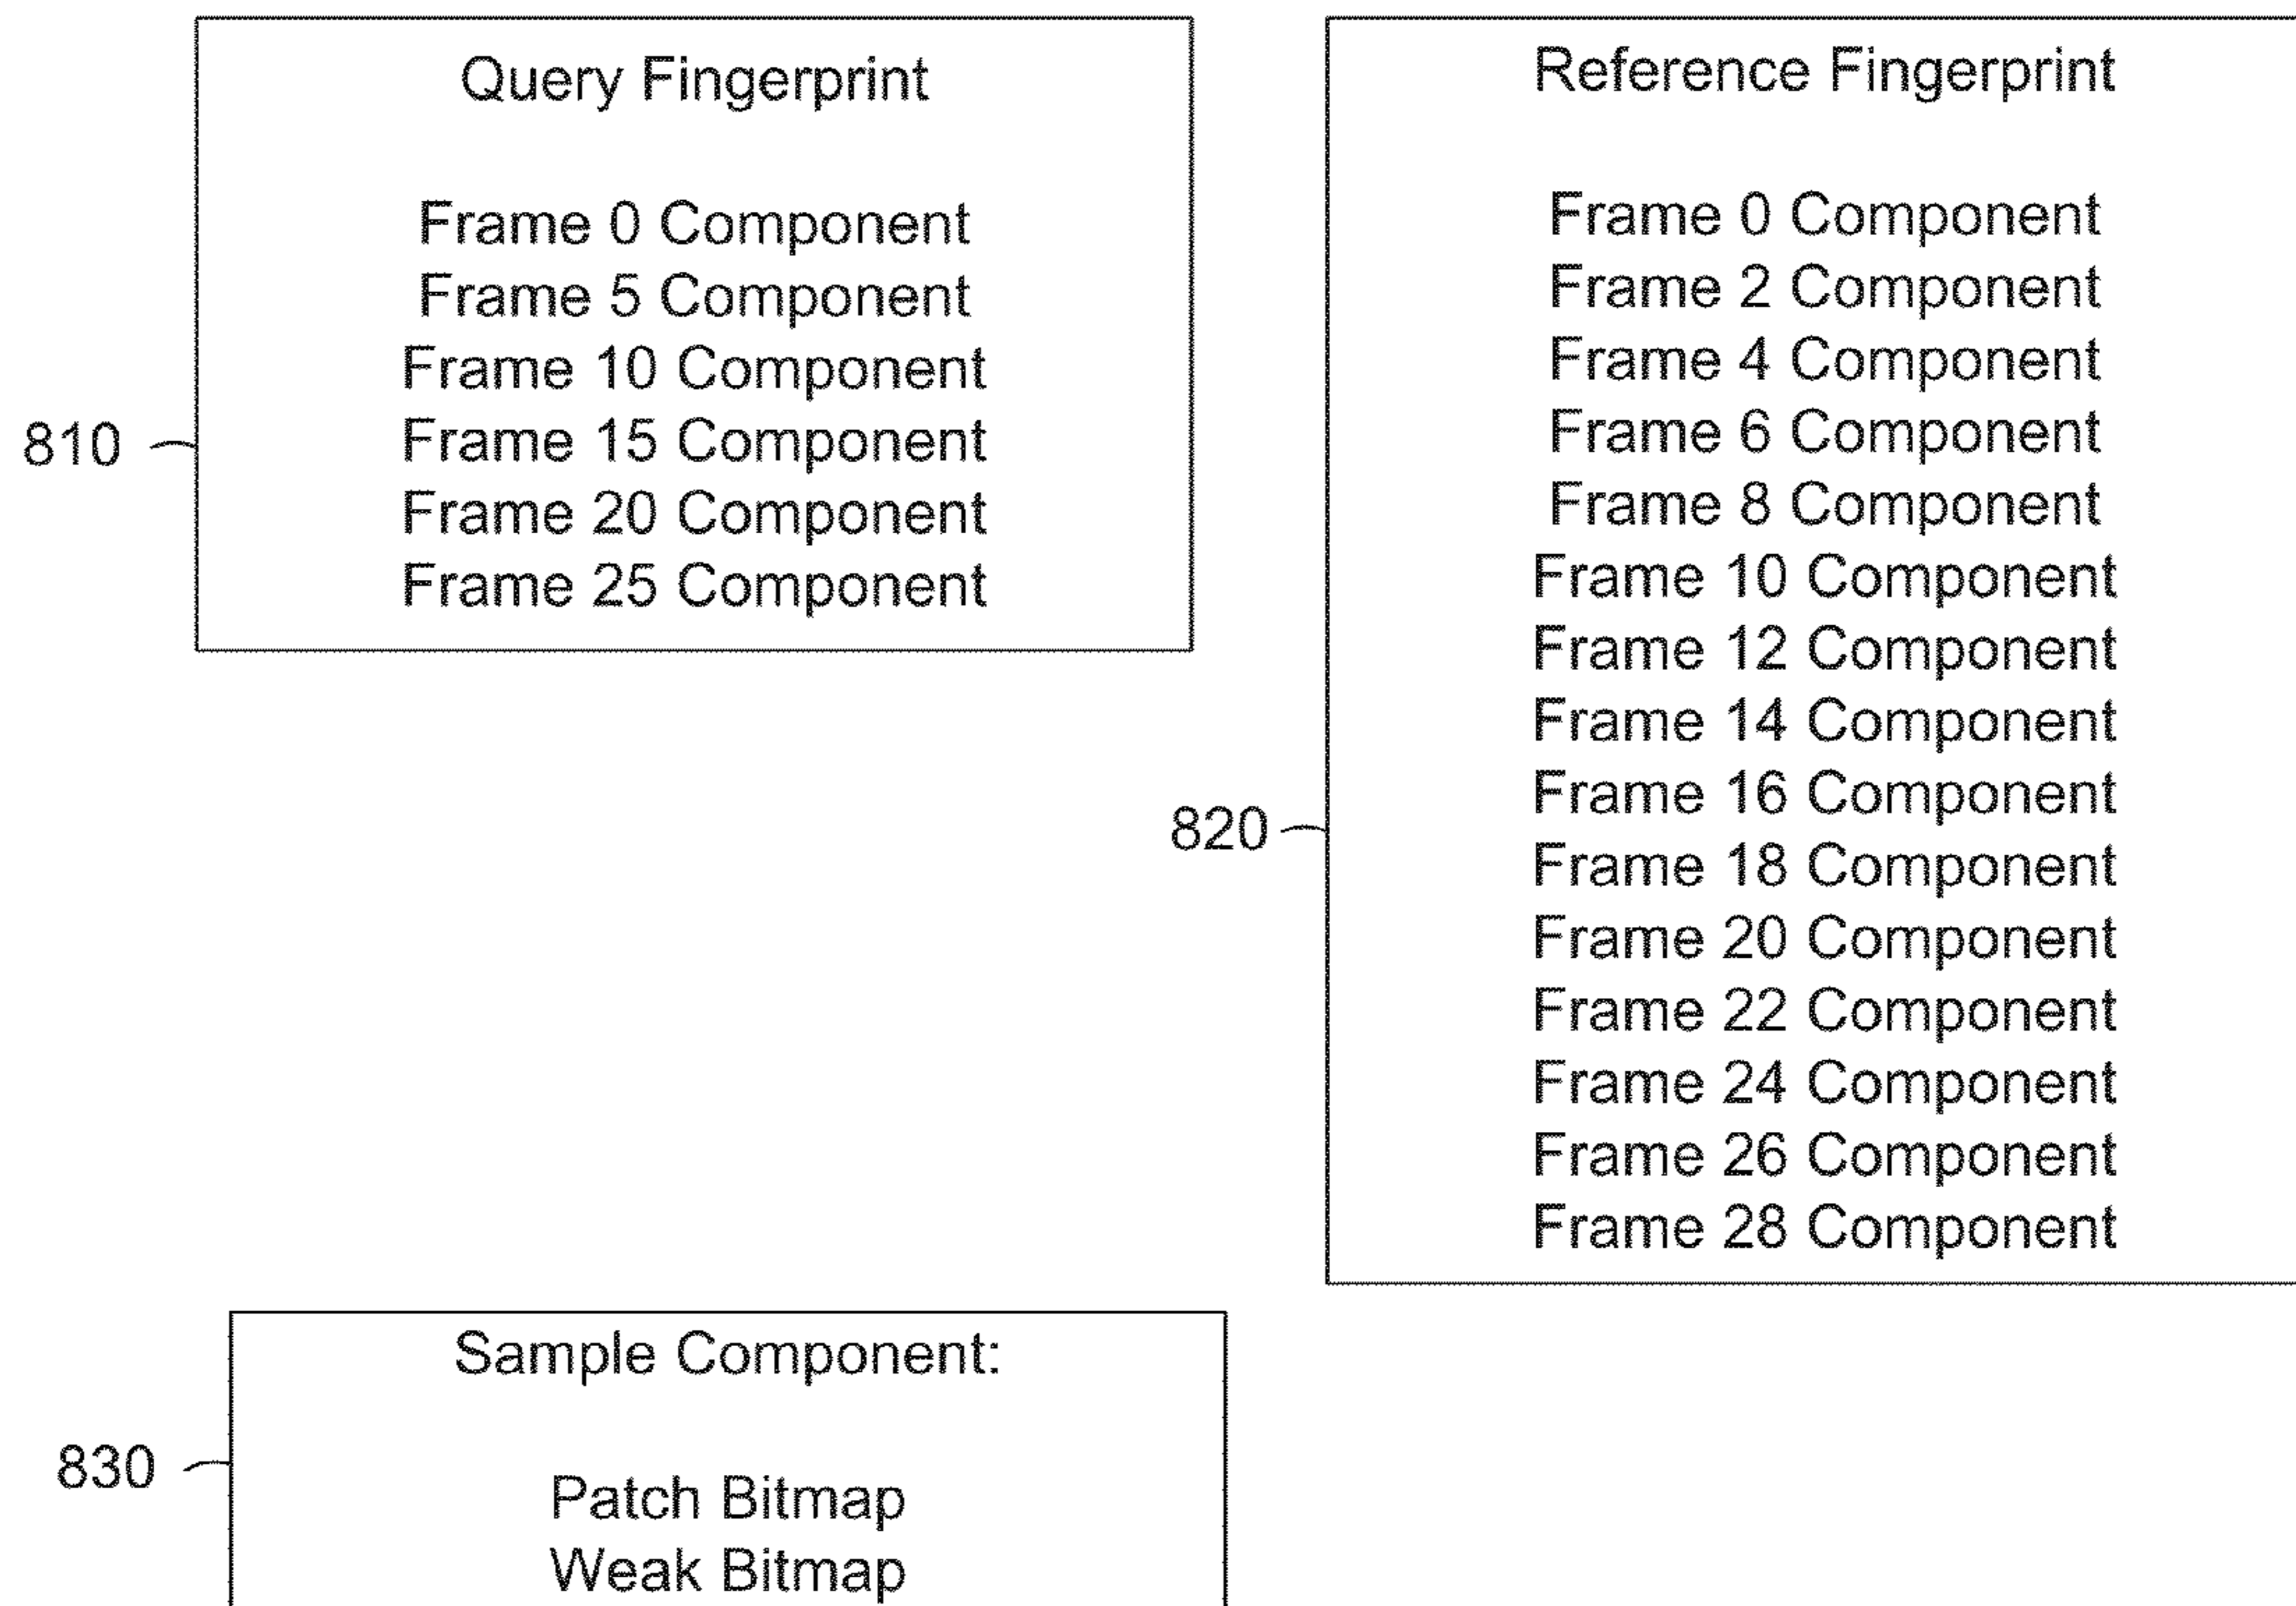 Query Fingerprint
Frame 0 Component
Frame 5 Component
Frame 10 Component
Frame 15 Component
Frame 20 Component
Frame 25 Component
810
Reference Fingerprint
Frame 0 Component
Frame 2 Component
Frame 4 Component
Frame 6 Component
Frame 8 Component
Frame 10 Component
Frame 12 Component
Frame 14 Component
Frame 16 Component
Frame 18 Component
Frame 20 Component
Frame 22 Component
Frame 24 Component
Frame 26 Component
Frame 28 Component
820
Sample Component:
Patch Bitmap
Weak Bitmap
830